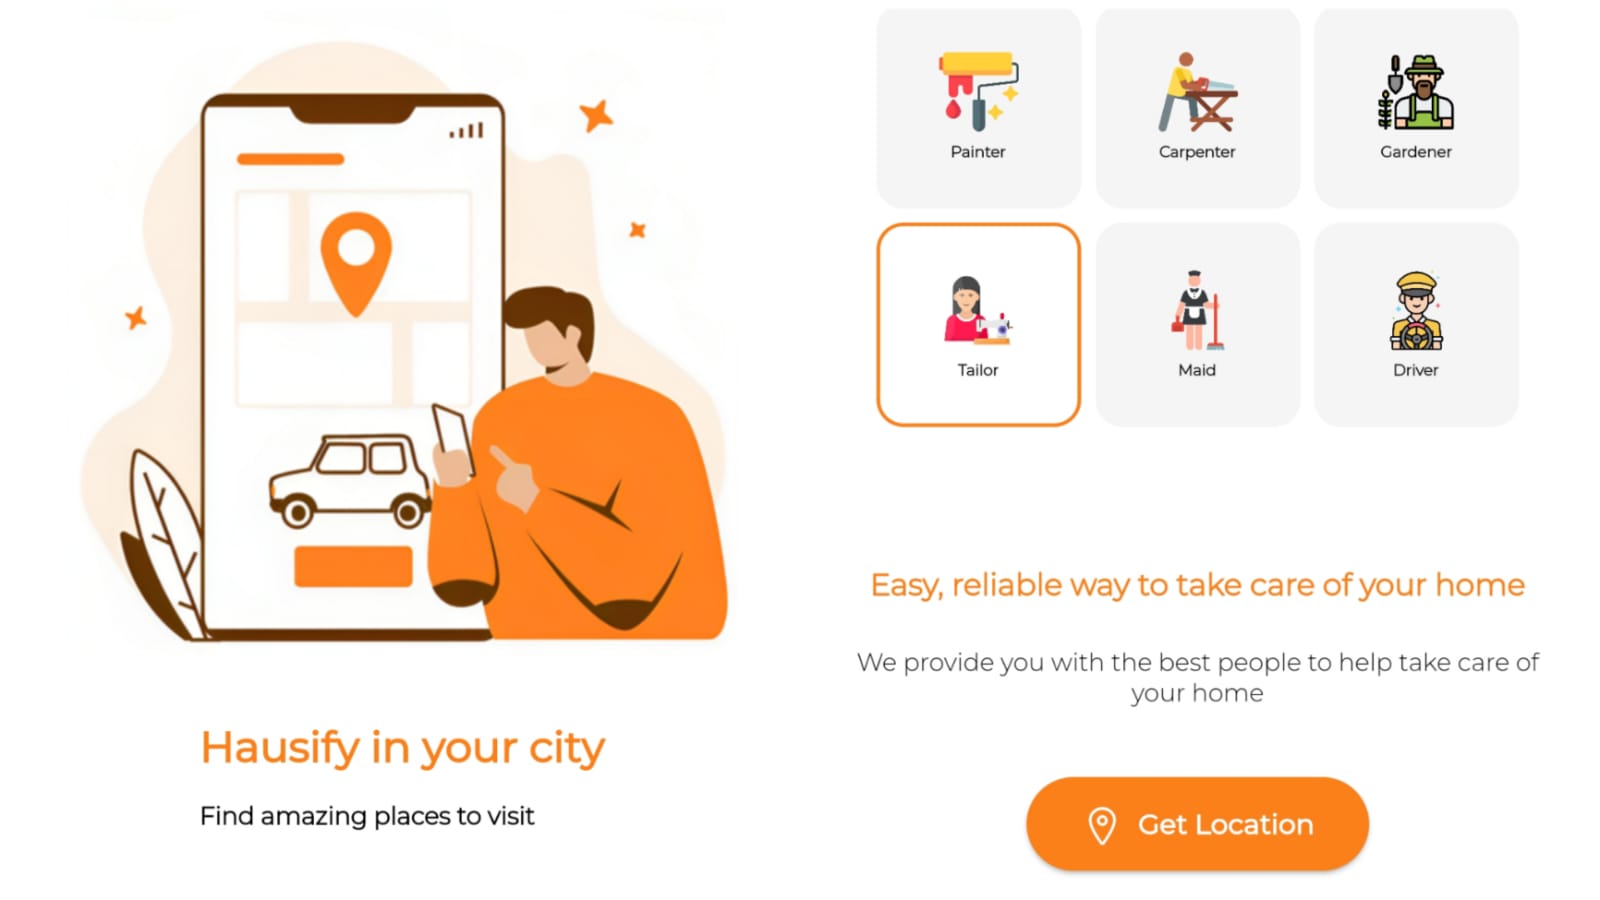 Hausify in your city
Find amazing places to visit
Painter
Carpenter
Gardener
Tailor
Maid
Driver
Easy, reliable way to take care of your home
We provide you with the best people to help take care of
your home
Get Location